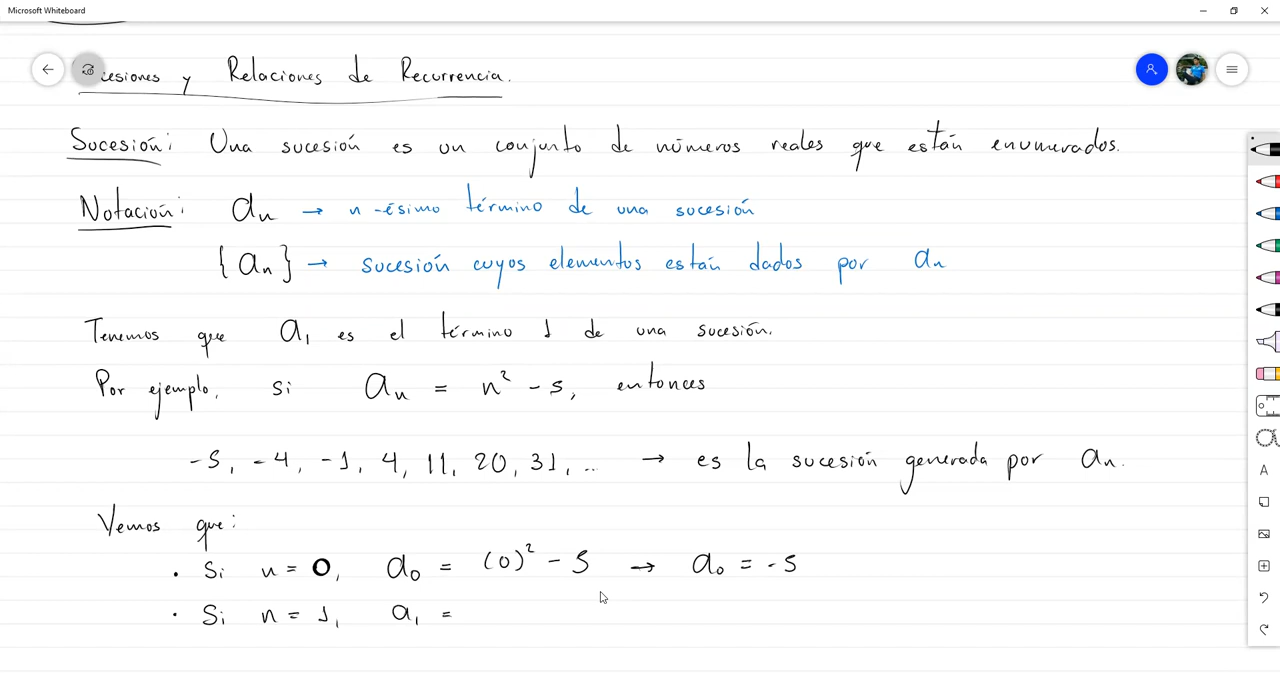 Microsoft Whiteboard
cesiones y Relaciones de Recurrencia.
Sucesión: Una sucesión es un conjunto de números reales que están enumerados.
Notación: an → n-ésimo término de una sucesión
{an} → sucesión cuyos elementos están dados por an
Tenemos que a1 es el término 1 de una sucesión.
Por ejemplo, si an = n² - 5, entonces
-5, -4, -1, 4, 11, 20, 31, ... → es la sucesión generada por an.
Vemos que:
· Si n = 0, a0 = (0)² - 5 → a0 = -5
· Si n = 1, a1 =
A